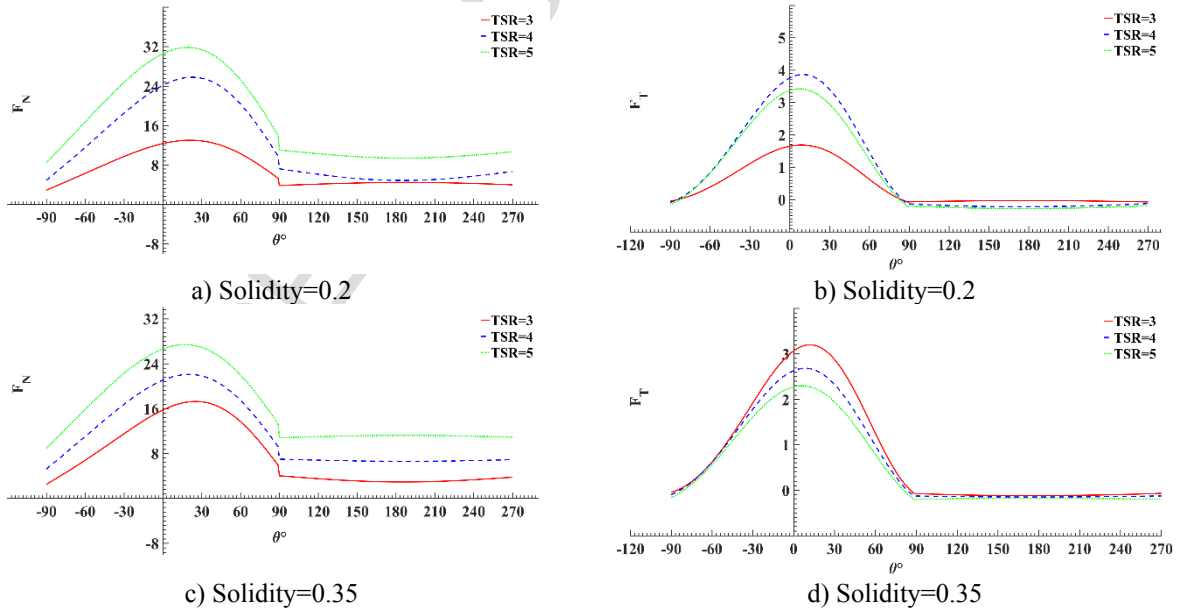 TSR=3
TSR=4
TSR=5
F_N
32
24
16
8
-8
-90 -60 -30 0 30 60 90 120 150 180 210 240 270
θ°
a) Solidity=0.2
TSR=3
TSR=4
TSR=5
F_T
6
5
4
3
2
1
0
-120 -90 -60 -30 0 30 60 90 120 150 180 210 240 270
θ°
b) Solidity=0.2
TSR=3
TSR=4
TSR=5
F_N
32
24
16
8
-8
-90 -60 -30 0 30 60 90 120 150 180 210 240 270
θ°
c) Solidity=0.35
TSR=3
TSR=4
TSR=5
F_T
3
2
1
0
-120 -90 -60 -30 0 30 60 90 120 150 180 210 240 270
θ°
d) Solidity=0.35